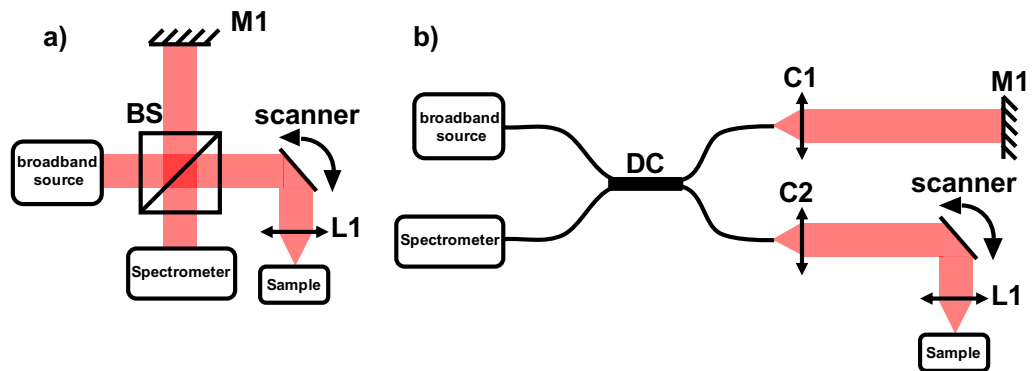 a)
M1
BS
scanner
broadband
source
L1
Spectrometer
Sample
b)
C1
M1
broadband
source
DC
C2
scanner
Spectrometer
L1
Sample